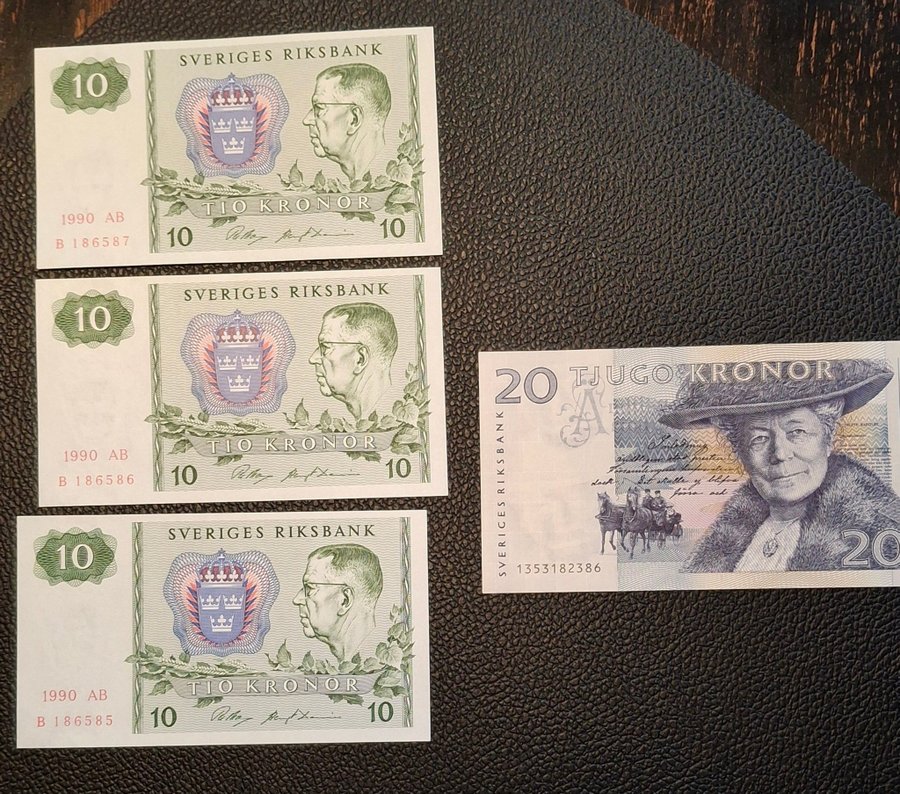 SVERIGES RIKSBANK
10
1990 AB
B 186587
TIO KRONOR
10
10
SVERIGES RIKSBANK
10
1990 AB
B 186586
TIO KRONOR
10
10
SVERIGES RIKSBANK
10
1990 AB
B 186585
TIO KRONOR
10
10
20 TJUGO KRONOR
SVERIGES RIKSBANK
1353182386
20